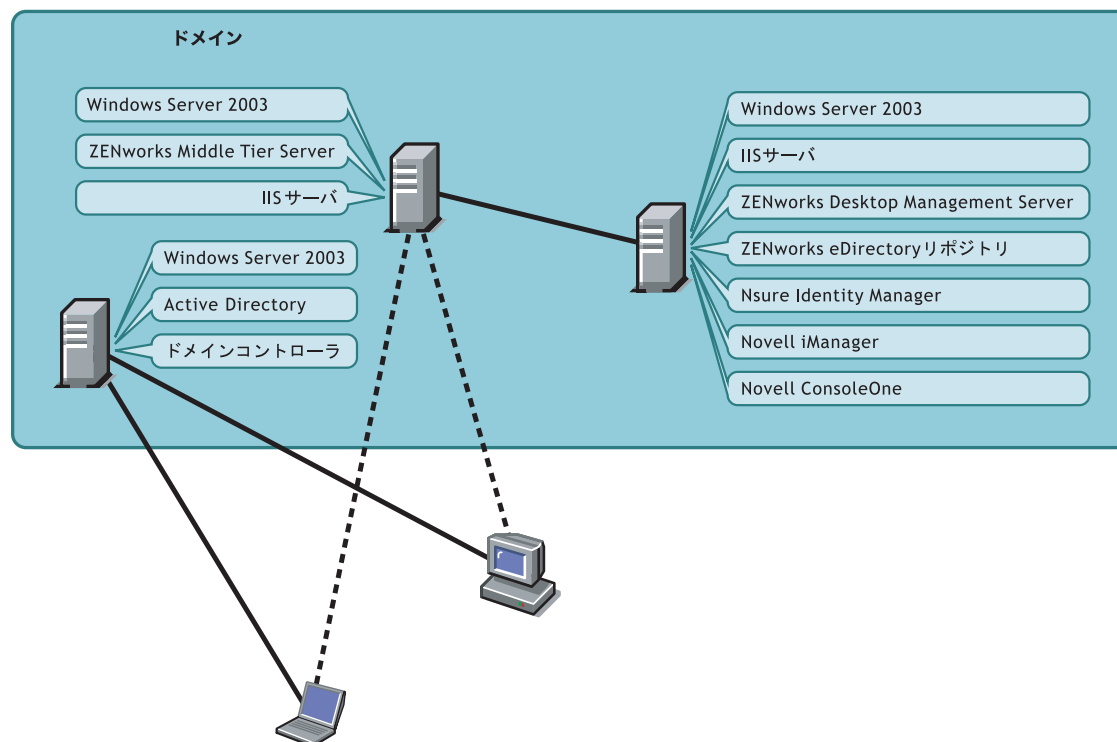 ドメイン
Windows Server 2003
ZENworks Middle Tier Server
IISサーバ
Windows Server 2003
Active Directory
ドメインコントローラ
Windows Server 2003
IISサーバ
ZENworks Desktop Management Server
ZENworks eDirectoryリポジトリ
Nsure Identity Manager
Novell iManager
Novell ConsoleOne